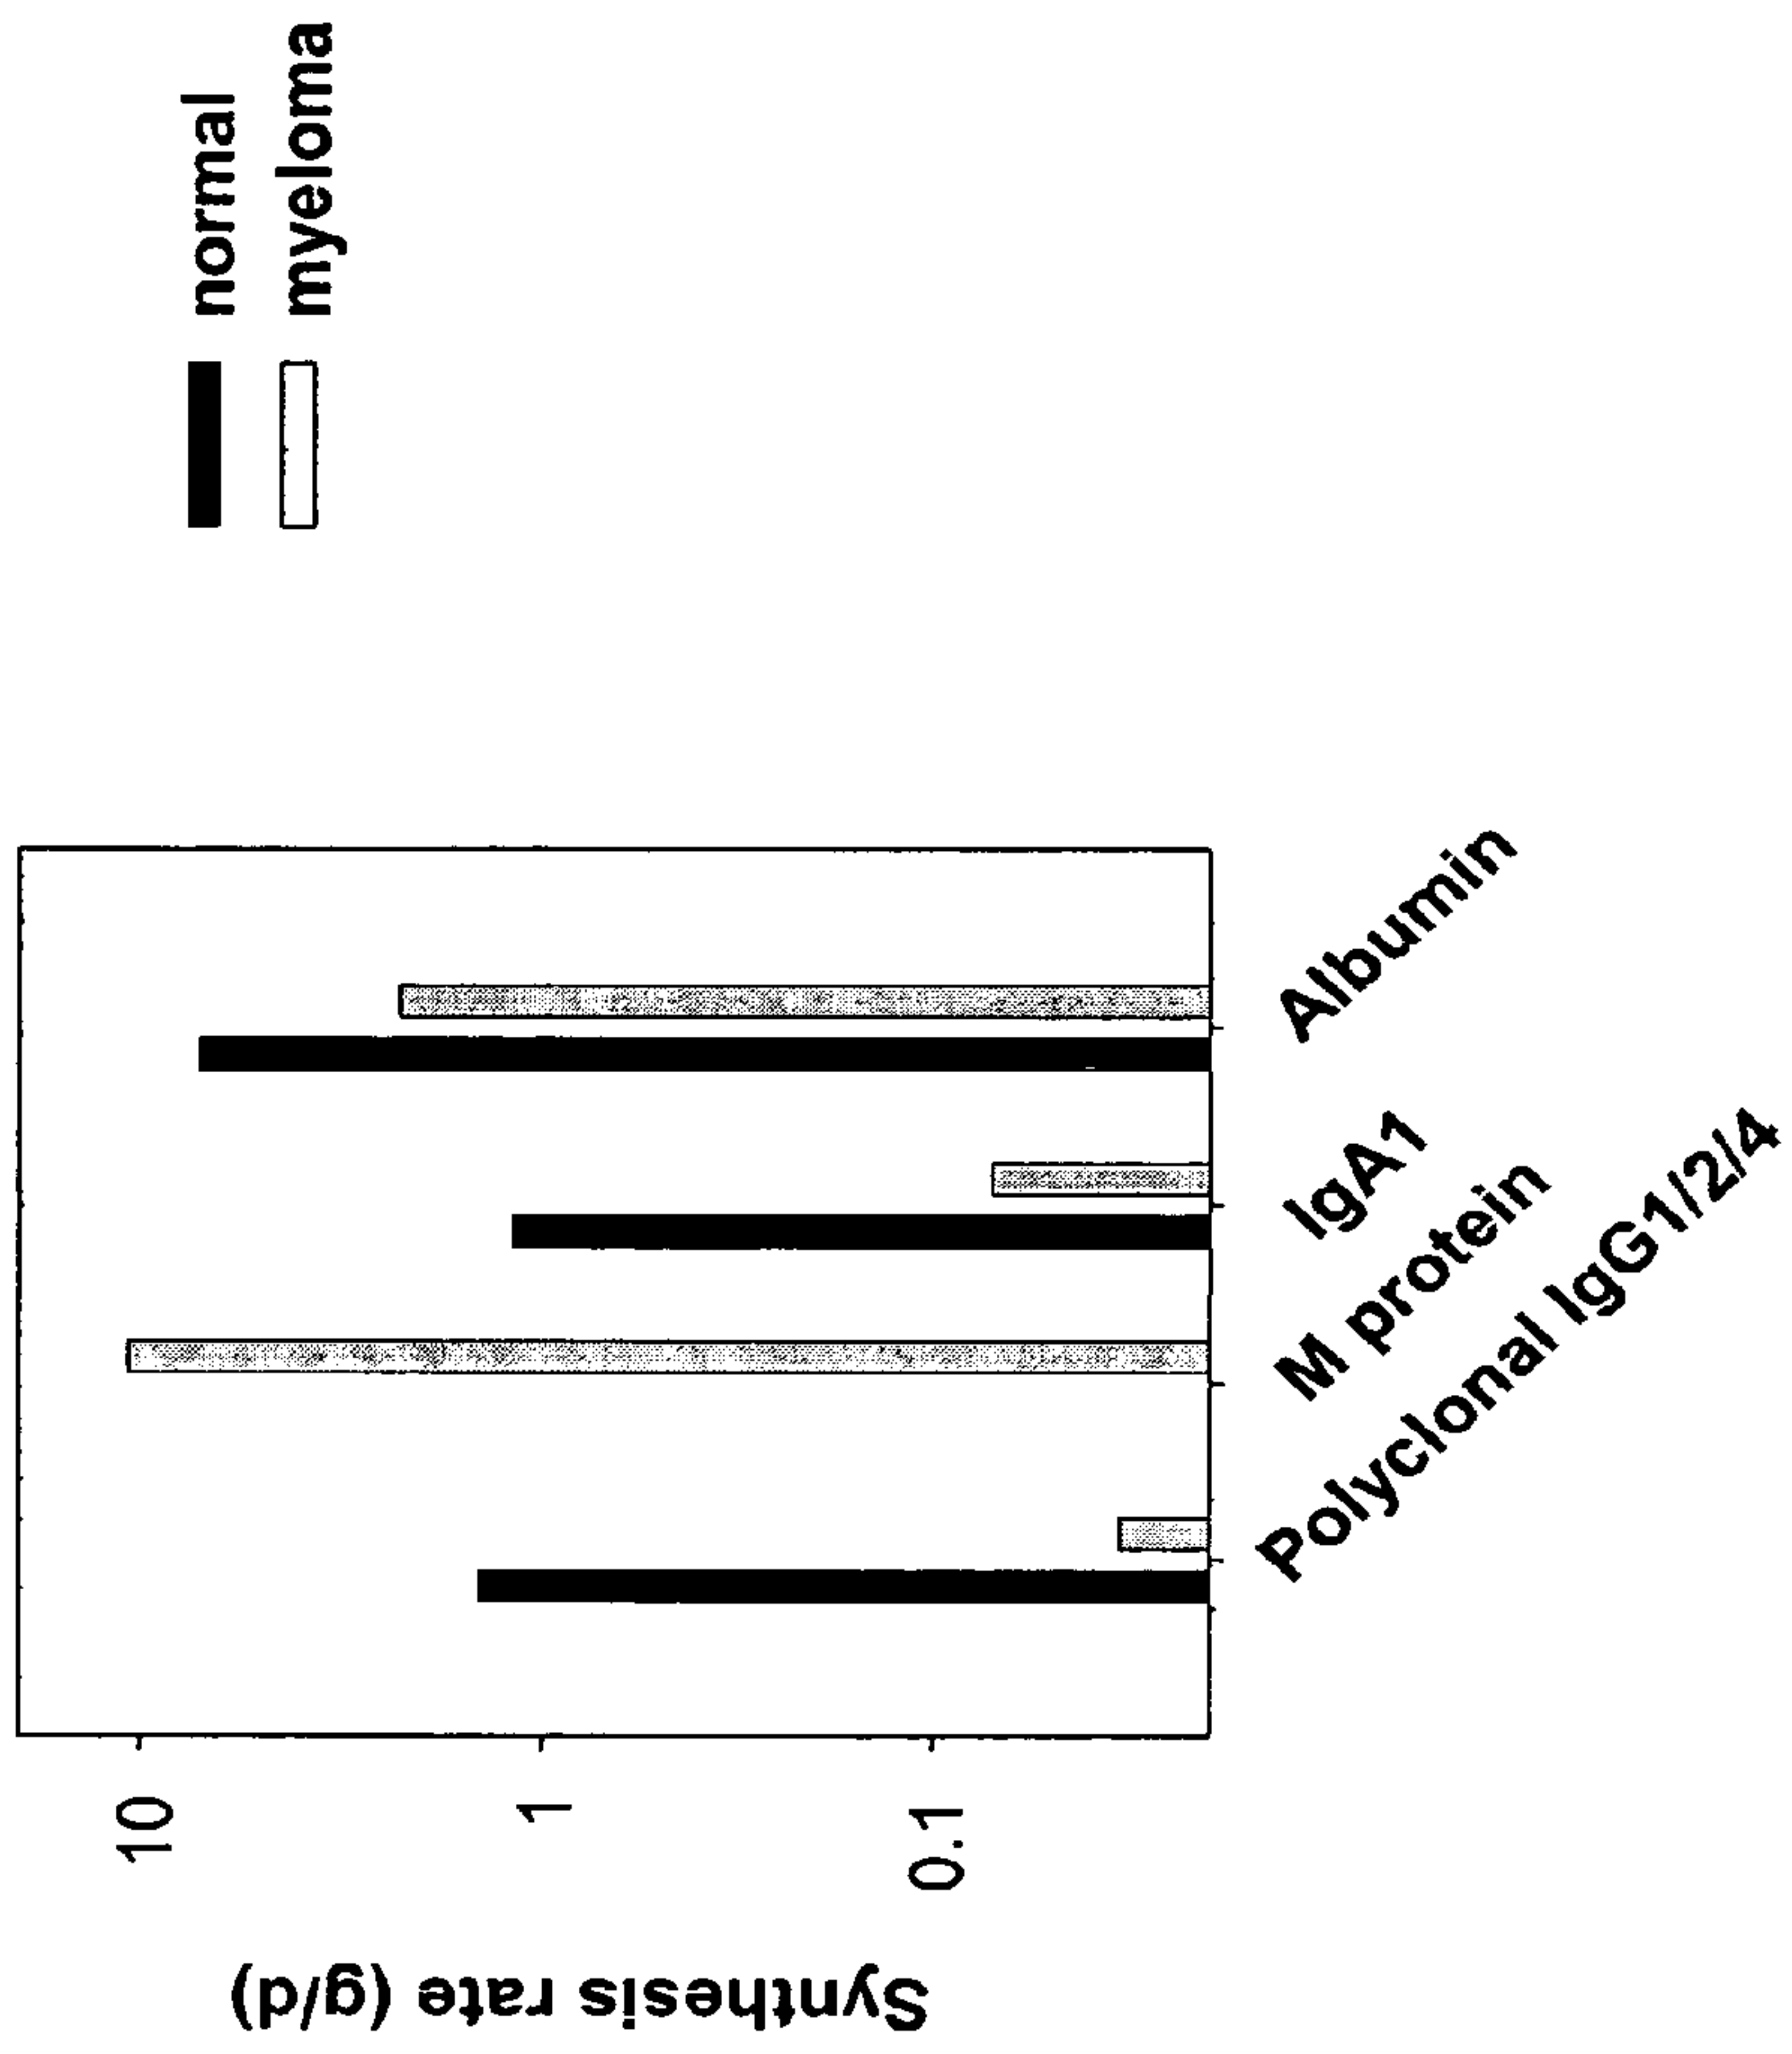 normal
myeloma
Synthesis rate (g/d)
10
1
0.1
Polyclonal IgG1/2/4
M protein
IgA1
Albumin